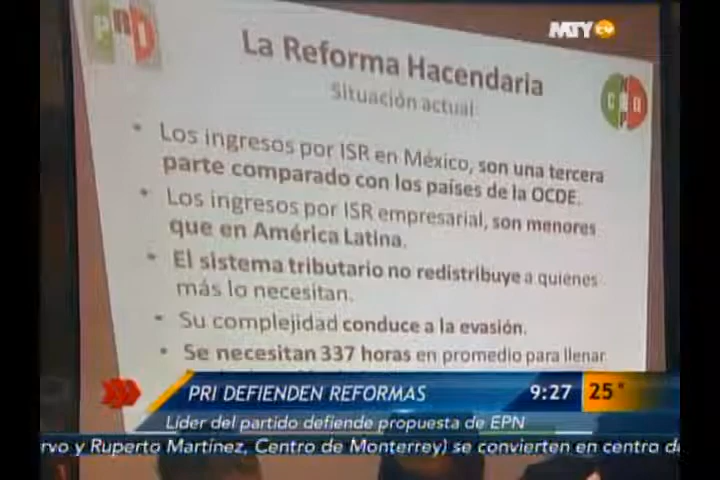 PRI
MTY tv
La Reforma Hacendaria
Situación actual
• Los ingresos por ISR en México, son una tercera
parte comparado con los países de la OCDE.
• Los ingresos por ISR empresarial, son menores
que en América Latina.
• El sistema tributario no redistribuye a quienes
más lo necesitan.
• Su complejidad conduce a la evasión.
• Se necesitan 337 horas en promedio para llenar
PRI DEFIENDEN REFORMAS
9:27
25°
Líder del partido defiende propuesta de EPN
rvo y Ruperto Martínez, Centro de Monterrey) se convierten en centro d